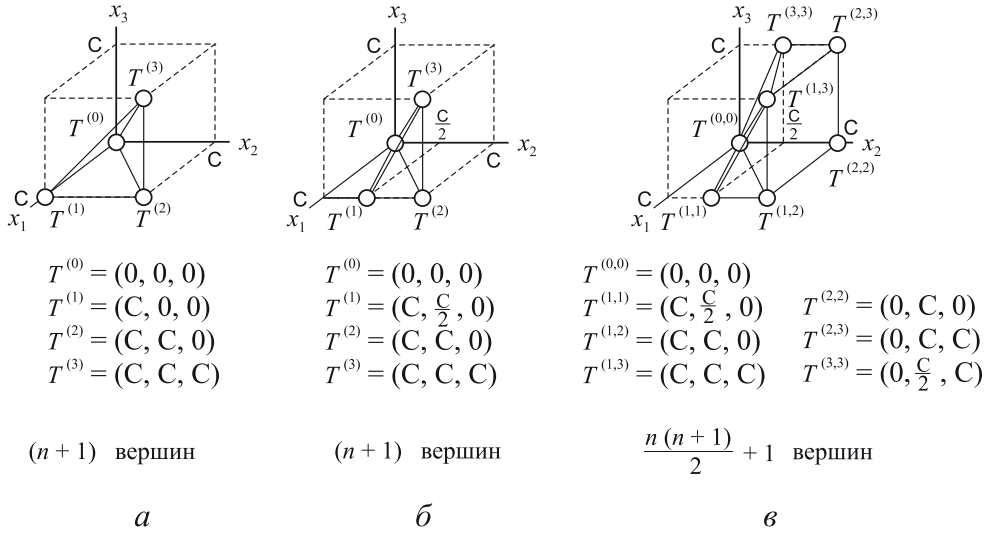 x₃
C
T⁽³⁾
T⁽⁰⁾
x₂
C
C
x₁
T⁽¹⁾
T⁽²⁾
T⁽⁰⁾ = (0, 0, 0)
T⁽¹⁾ = (C, 0, 0)
T⁽²⁾ = (C, C, 0)
T⁽³⁾ = (C, C, C)
(n + 1) вершин
а
x₃
C
T⁽³⁾
T⁽⁰⁾
C/2
x₂
C
C
x₁
T⁽¹⁾
T⁽²⁾
T⁽⁰⁾ = (0, 0, 0)
T⁽¹⁾ = (C, C/2, 0)
T⁽²⁾ = (C, C, 0)
T⁽³⁾ = (C, C, C)
(n + 1) вершин
б
x₃
T⁽³,³⁾
T⁽²,³⁾
C
T⁽¹,³⁾
T⁽⁰,⁰⁾
C/2
C
x₂
T⁽²,²⁾
C
x₁
T⁽¹,¹⁾
T⁽¹,²⁾
T⁽⁰,⁰⁾ = (0, 0, 0)
T⁽¹,¹⁾ = (C, C/2, 0)
T⁽¹,²⁾ = (C, C, 0)
T⁽¹,³⁾ = (C, C, C)
T⁽²,²⁾ = (0, C, 0)
T⁽²,³⁾ = (0, C, C)
T⁽³,³⁾ = (0, C/2, C)
n (n + 1)/2 + 1 вершин
в